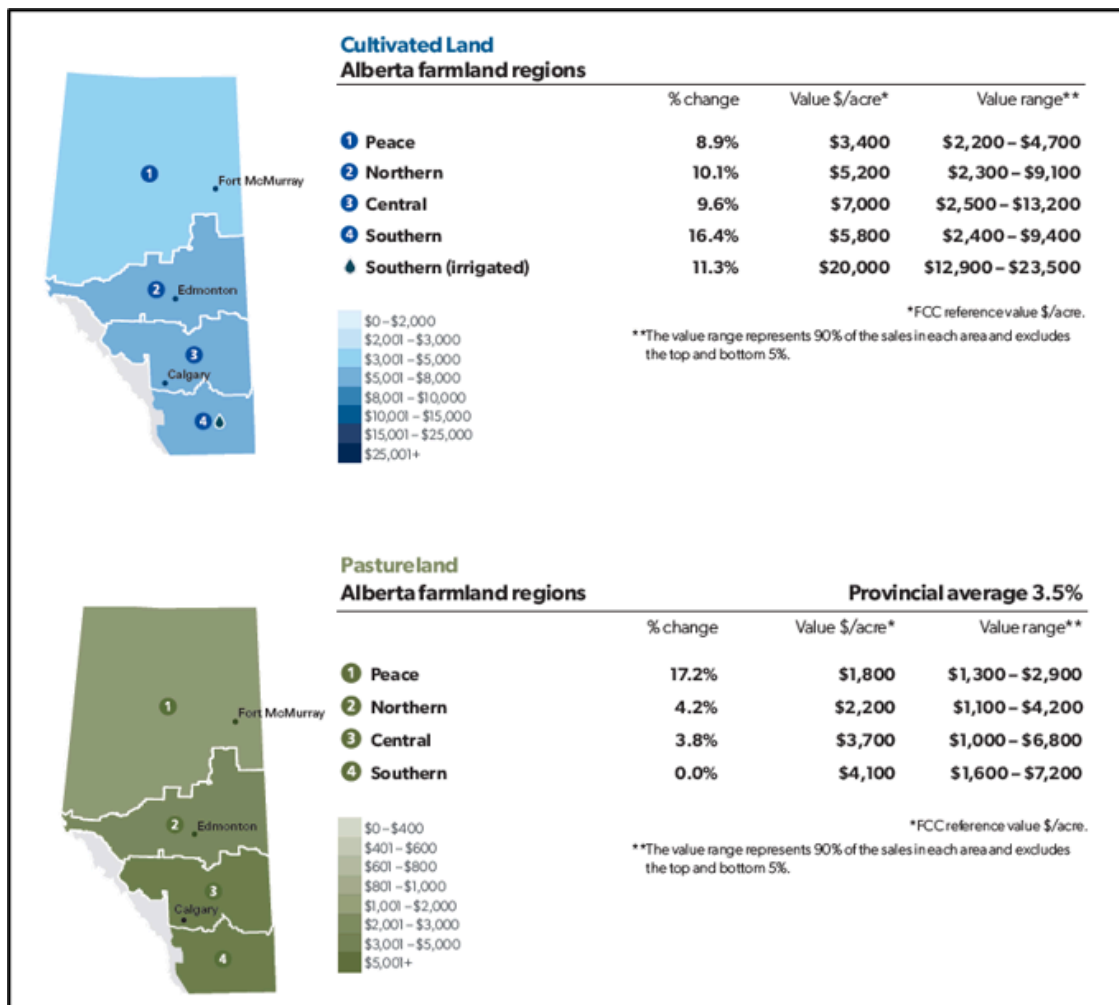 Cultivated Land
Alberta farmland regions
% change Value $/acre* Value range**
1 Peace 8.9% $3,400 $2,200 – $4,700
2 Northern 10.1% $5,200 $2,300 – $9,100
3 Central 9.6% $7,000 $2,500 – $13,200
4 Southern 16.4% $5,800 $2,400 – $9,400
Southern (irrigated) 11.3% $20,000 $12,900 – $23,500
*FCC reference value $/acre.
**The value range represents 90% of the sales in each area and excludes
the top and bottom 5%.
1
Fort McMurray
2 Edmonton
3
Calgary
4
$0 – $2,000
$2,001 – $3,000
$3,001 – $5,000
$5,001 – $8,000
$8,001 – $10,000
$10,001 – $15,000
$15,001 – $25,000
$25,001+
Pastureland
Alberta farmland regions Provincial average 3.5%
% change Value $/acre* Value range**
1 Peace 17.2% $1,800 $1,300 – $2,900
2 Northern 4.2% $2,200 $1,100 – $4,200
3 Central 3.8% $3,700 $1,000 – $6,800
4 Southern 0.0% $4,100 $1,600 – $7,200
*FCC reference value $/acre.
**The value range represents 90% of the sales in each area and excludes
the top and bottom 5%.
1
Fort McMurray
2 Edmonton
3
Calgary
4
$0 – $400
$401 – $600
$601 – $800
$801 – $1,000
$1,001 – $2,000
$2,001 – $3,000
$3,001 – $5,000
$5,001+